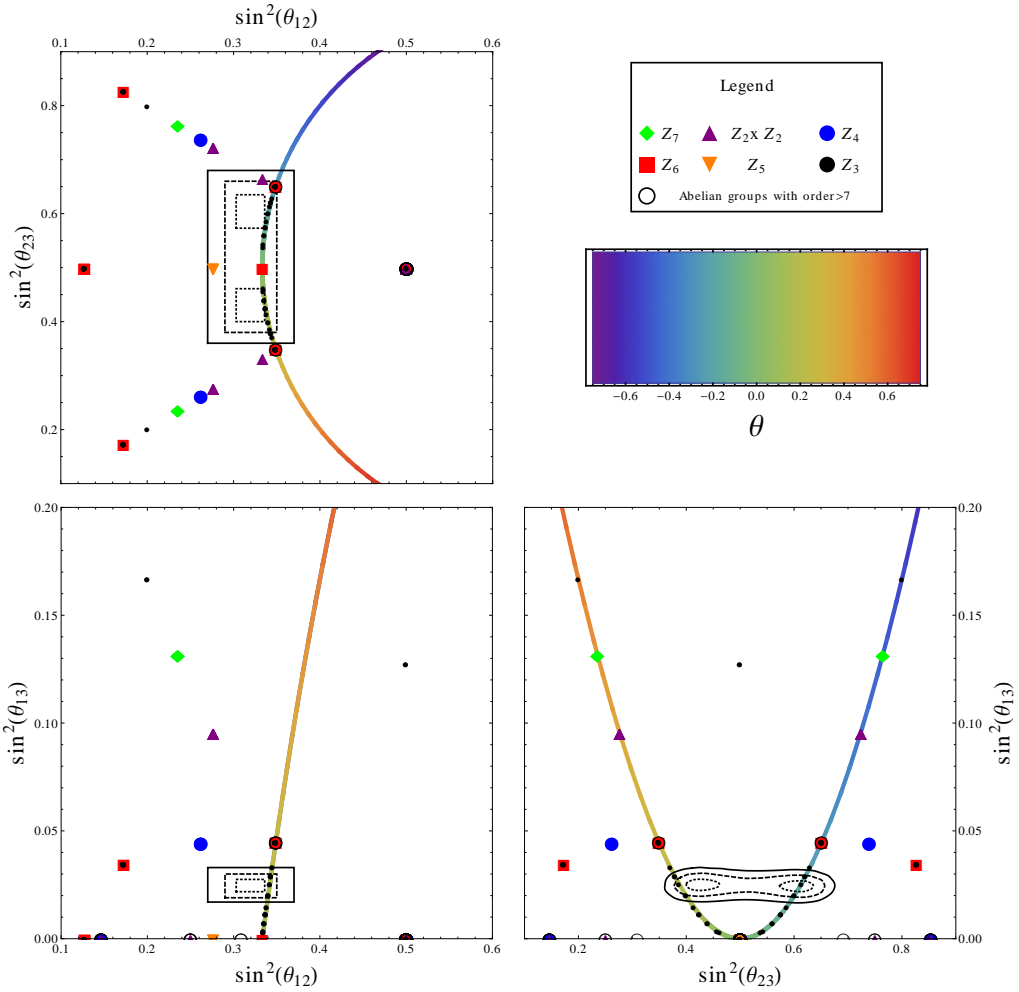 sin²(θ₁₂)
0.1 0.2 0.3 0.4 0.5 0.6
sin²(θ₂₃)
0.8
0.6
0.4
0.2
Legend
Z₇ Z₂x Z₂ Z₄
Z₆ Z₅ Z₃
Abelian groups with order>7
−0.6 −0.4 −0.2 0.0 0.2 0.4 0.6
θ
sin²(θ₁₃)
0.20
0.15
0.10
0.05
0.00
0.1 0.2 0.3 0.4 0.5 0.6
sin²(θ₁₂)
0.20
0.15
0.10
0.05
0.00
sin²(θ₁₃)
0.2 0.4 0.6 0.8
sin²(θ₂₃)